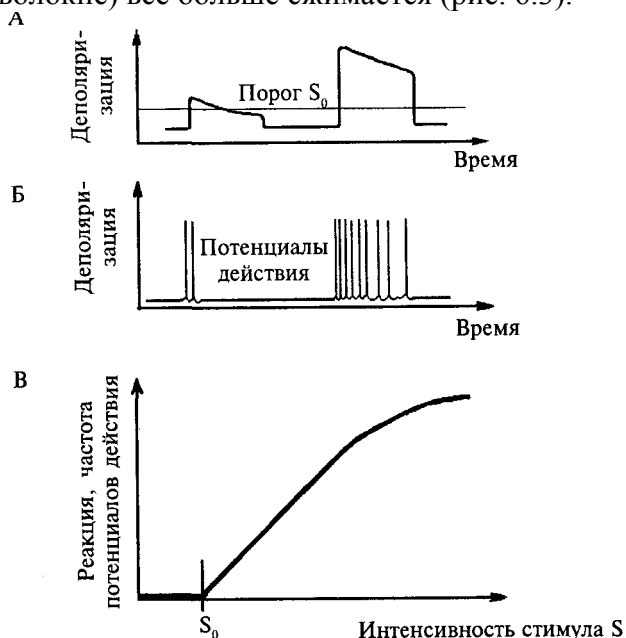 волокне) все больше сжимается (рис. 6.5).
А
Деполяри-
зация
Порог S0
Время
Б
Деполяри-
зация
Потенциалы
действия
Время
В
Реакция, частота
потенциалов действия
S0
Интенсивность стимула S